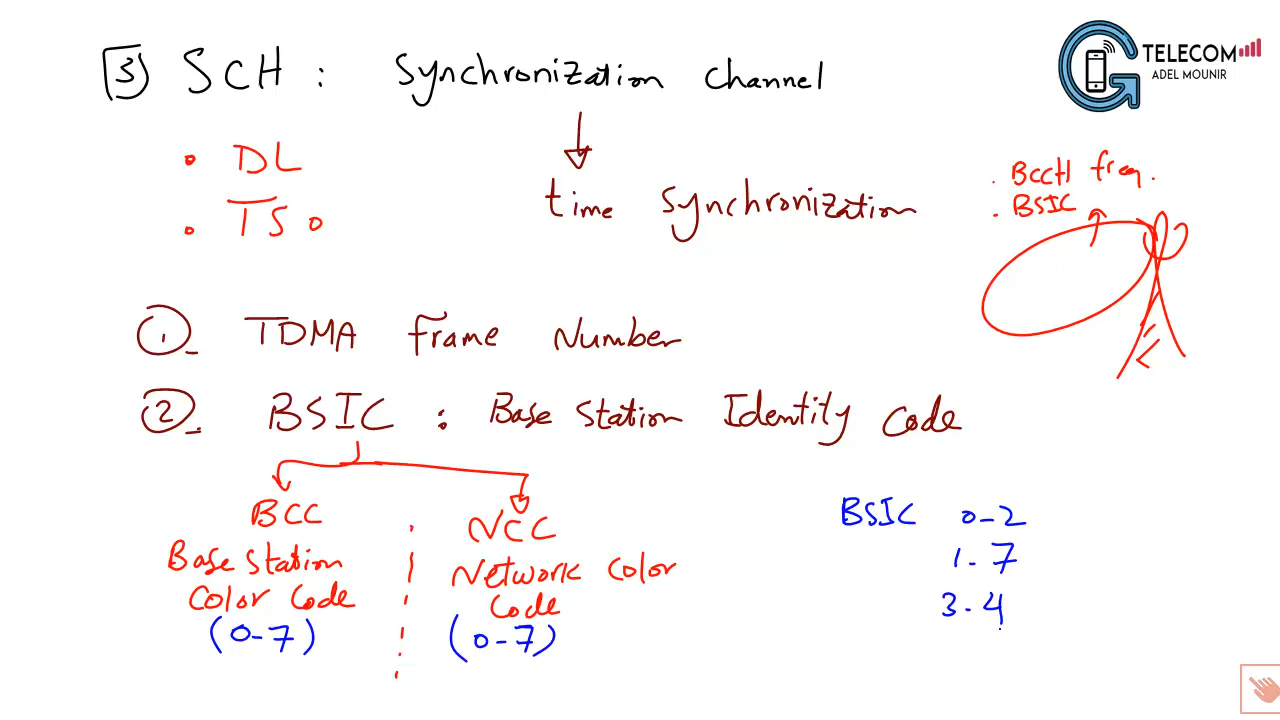 3 SCH : Synchronization channel
TELECOM
ADEL MOUNIR
• DL
• TS0
time synchronization
. BCCH freq.
. BSIC
1 TDMA frame Number
2 BSIC : Base Station Identity Code
BCC
Base Station
Color Code
(0-7)
NCC
Network Color
Code
(0-7)
BSIC 0-2
1-7
3-4